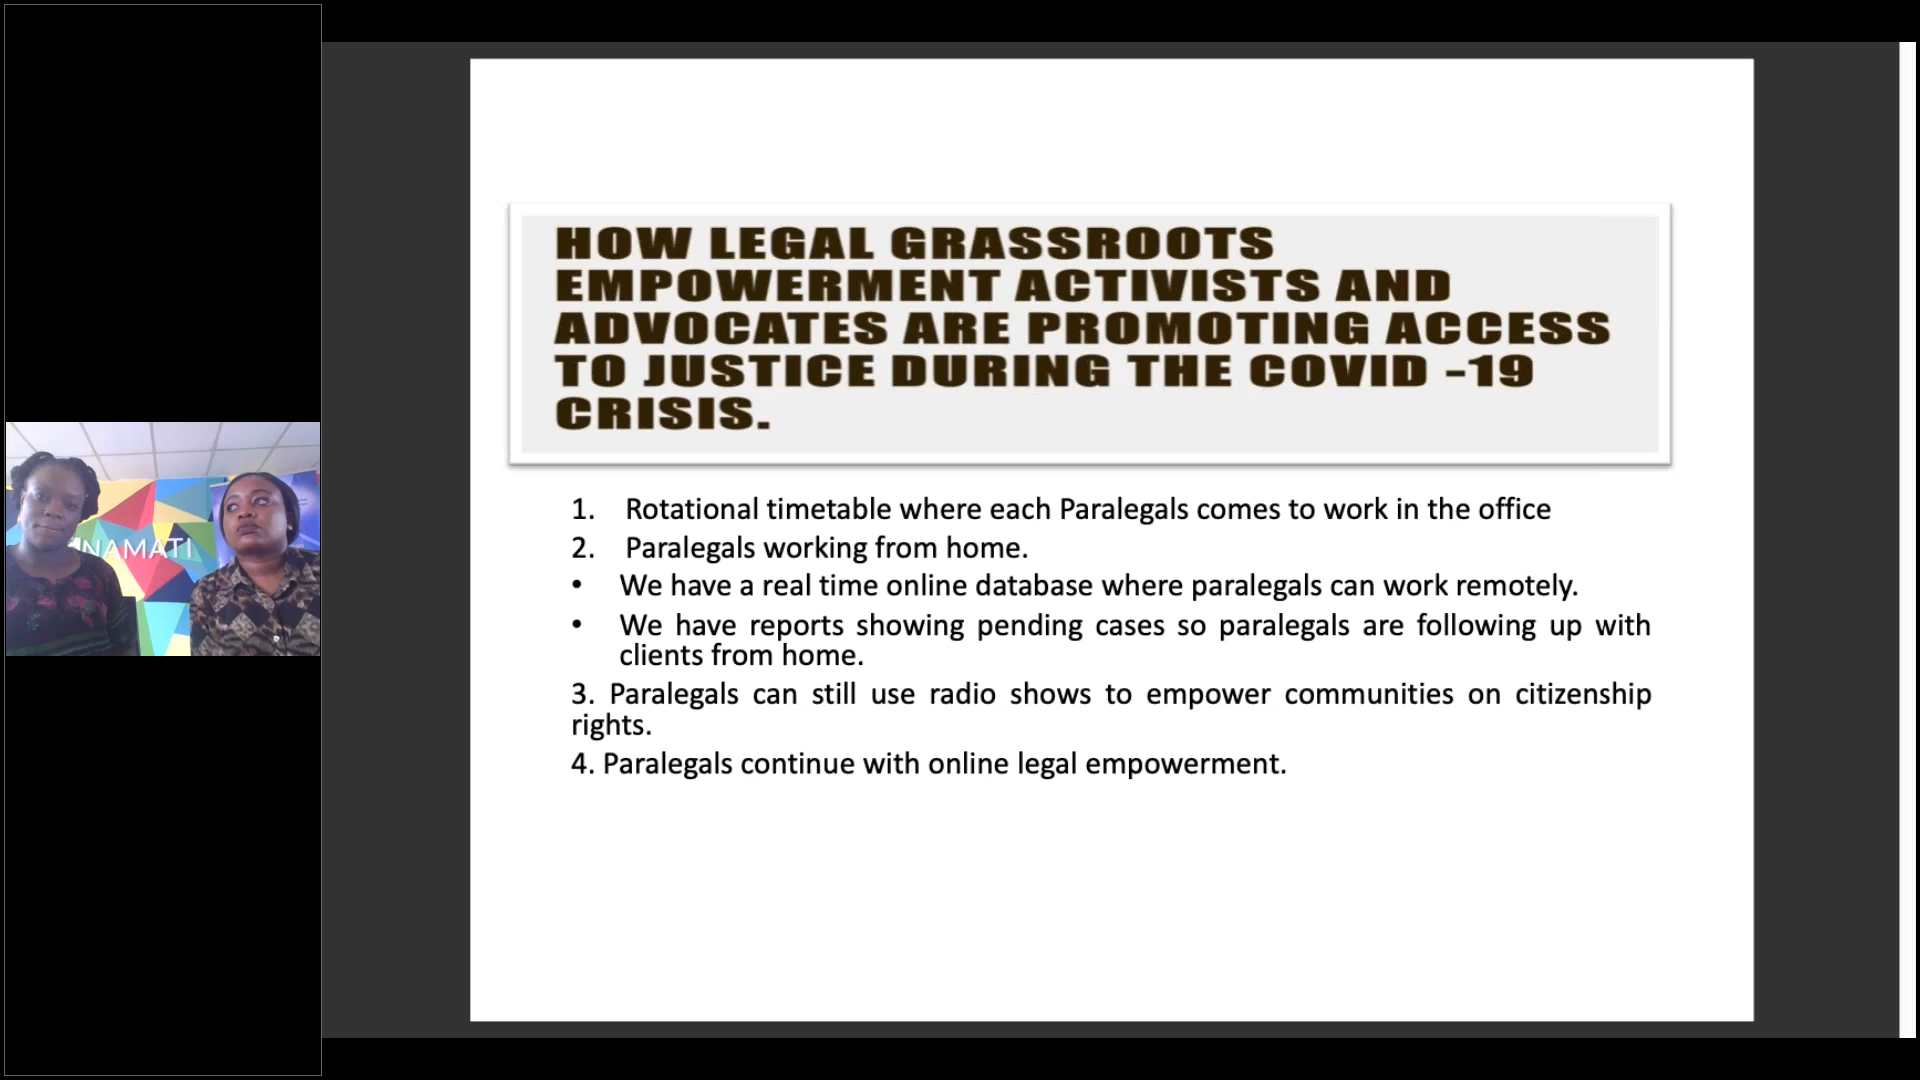 NAMATI
HOW LEGAL GRASSROOTS
EMPOWERMENT ACTIVISTS AND
ADVOCATES ARE PROMOTING ACCESS
TO JUSTICE DURING THE COVID -19
CRISIS.
1. Rotational timetable where each Paralegals comes to work in the office
2. Paralegals working from home.
• We have a real time online database where paralegals can work remotely.
• We have reports showing pending cases so paralegals are following up with
clients from home.
3. Paralegals can still use radio shows to empower communities on citizenship
rights.
4. Paralegals continue with online legal empowerment.